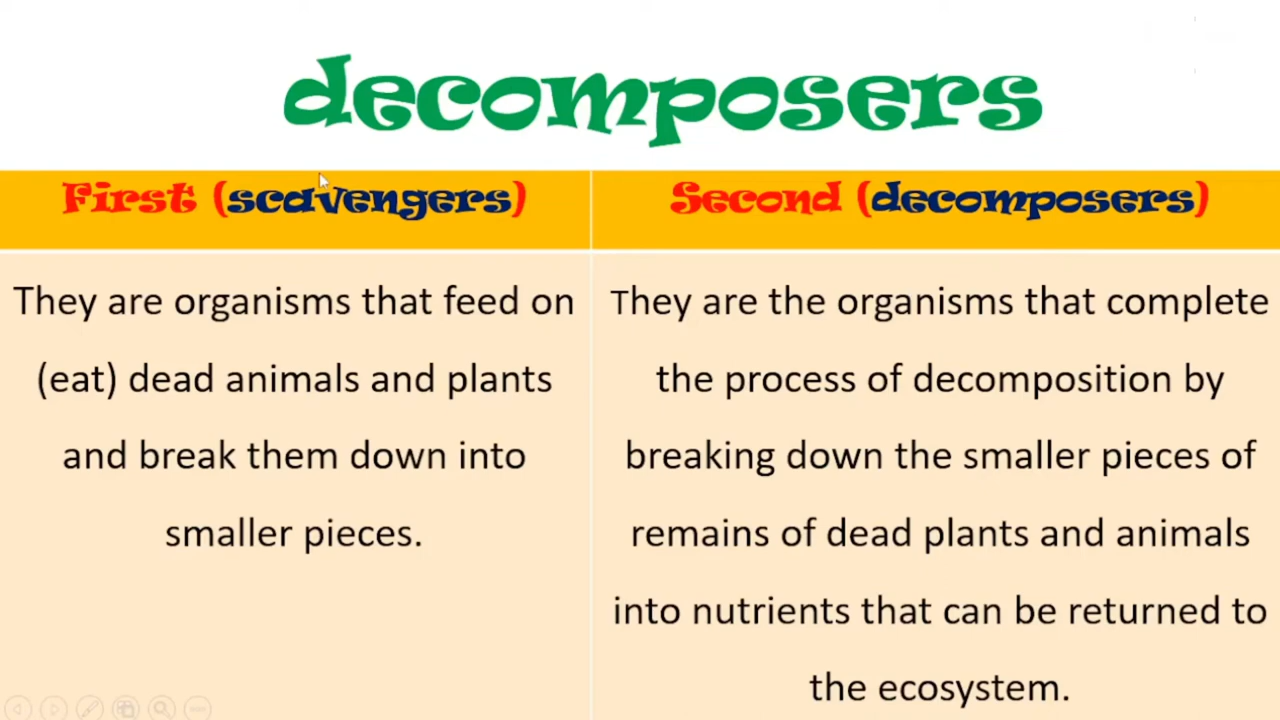 decomposers
First (scavengers)
They are organisms that feed on
(eat) dead animals and plants
and break them down into
smaller pieces.
Second (decomposers)
They are the organisms that complete
the process of decomposition by
breaking down the smaller pieces of
remains of dead plants and animals
into nutrients that can be returned to
the ecosystem.